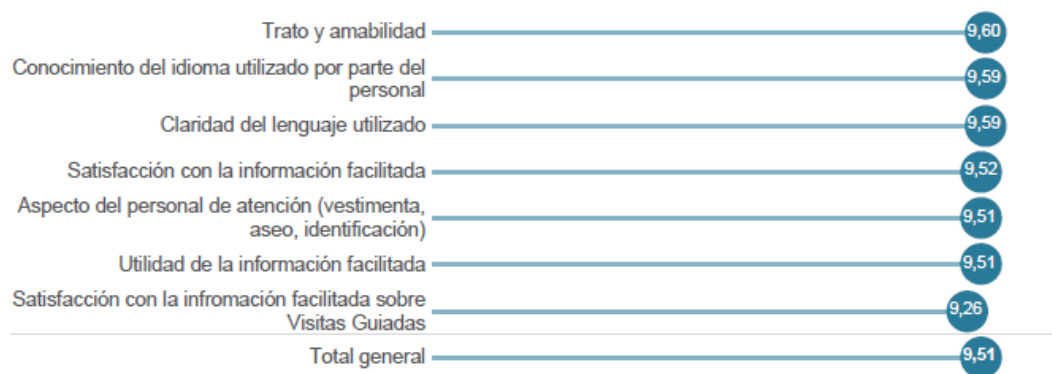 Trato y amabilidad 9,60
Conocimiento del idioma utilizado por parte del
personal 9,59
Claridad del lenguaje utilizado 9,59
Satisfacción con la información facilitada 9,52
Aspecto del personal de atención (vestimenta,
aseo, identificación) 9,51
Utilidad de la información facilitada 9,51
Satisfacción con la infromación facilitada sobre
Visitas Guiadas 9,26
Total general 9,51